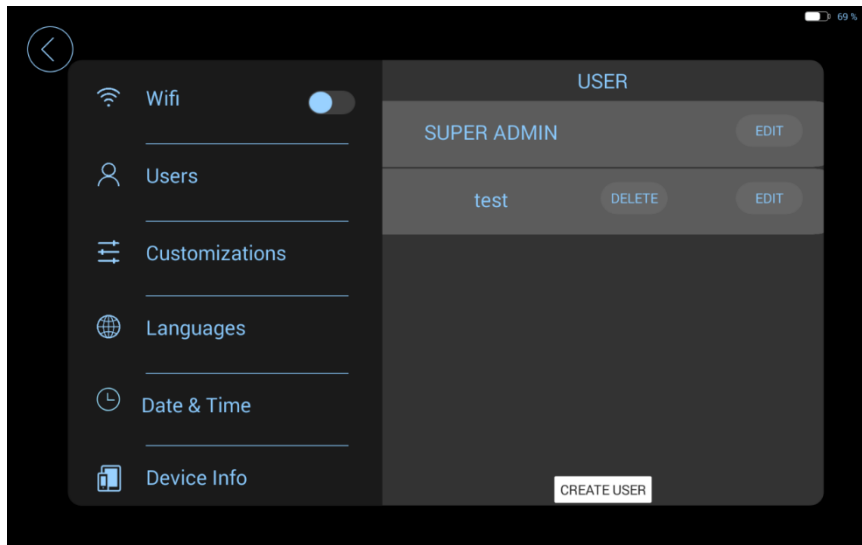 69 %
Wifi
Users
Customizations
Languages
Date & Time
Device Info
USER
SUPER ADMIN EDIT
test DELETE EDIT
CREATE USER